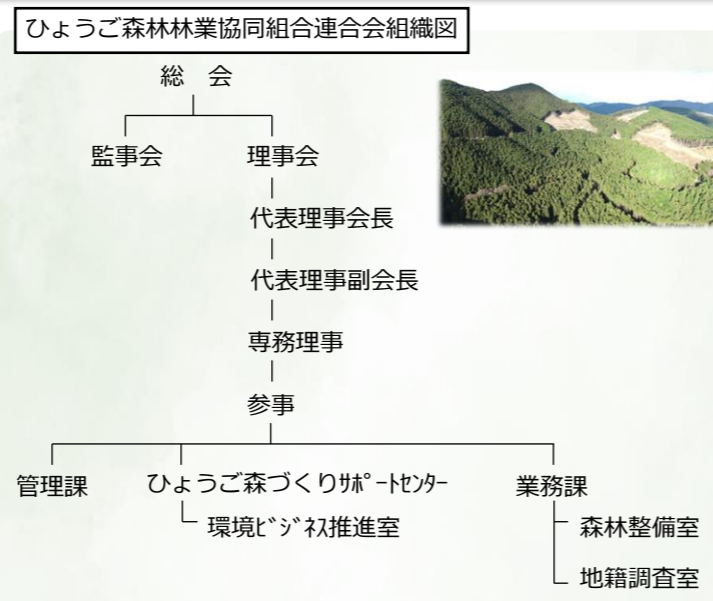 ひょうご森林林業協同組合連合会組織図
総　会
監事会　理事会
代表理事会長
代表理事副会長
専務理事
参事
管理課　ひょうご森づくりｻﾎﾟｰﾄｾﾝﾀｰ　業務課
環境ﾋﾞｼﾞﾈｽ推進室　森林整備室
地籍調査室